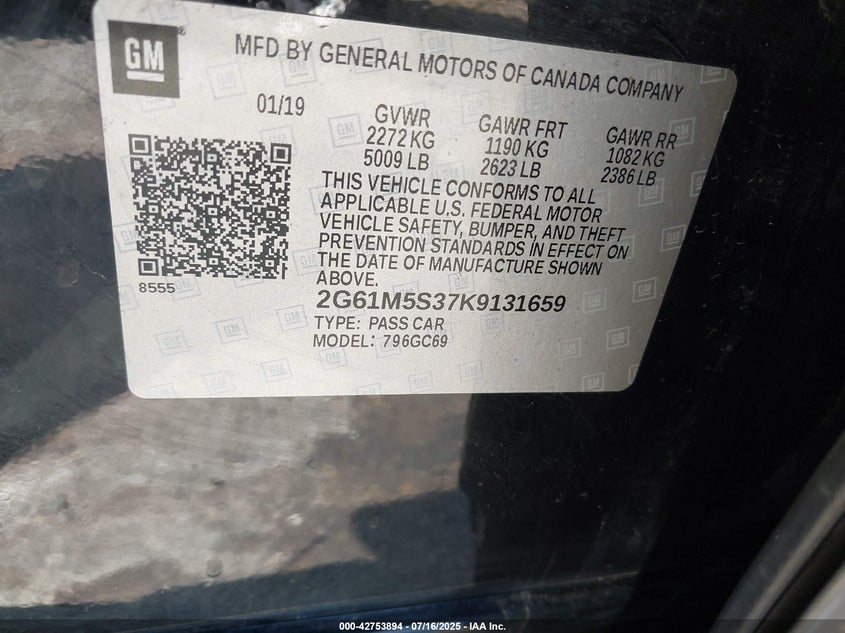 GM
MFD BY GENERAL MOTORS OF CANADA COMPANY
01/19
GVWR GAWR FRT GAWR RR
2272 KG 1190 KG 1082 KG
5009 LB 2623 LB 2386 LB
THIS VEHICLE CONFORMS TO ALL
APPLICABLE U.S. FEDERAL MOTOR
VEHICLE SAFETY, BUMPER, AND THEFT
PREVENTION STANDARDS IN EFFECT ON
THE DATE OF MANUFACTURE SHOWN
ABOVE.
8555
2G61M5S37K9131659
TYPE: PASS CAR
MODEL: 796GC69
000-42753894 | 07/16/2025 - IAA Inc.